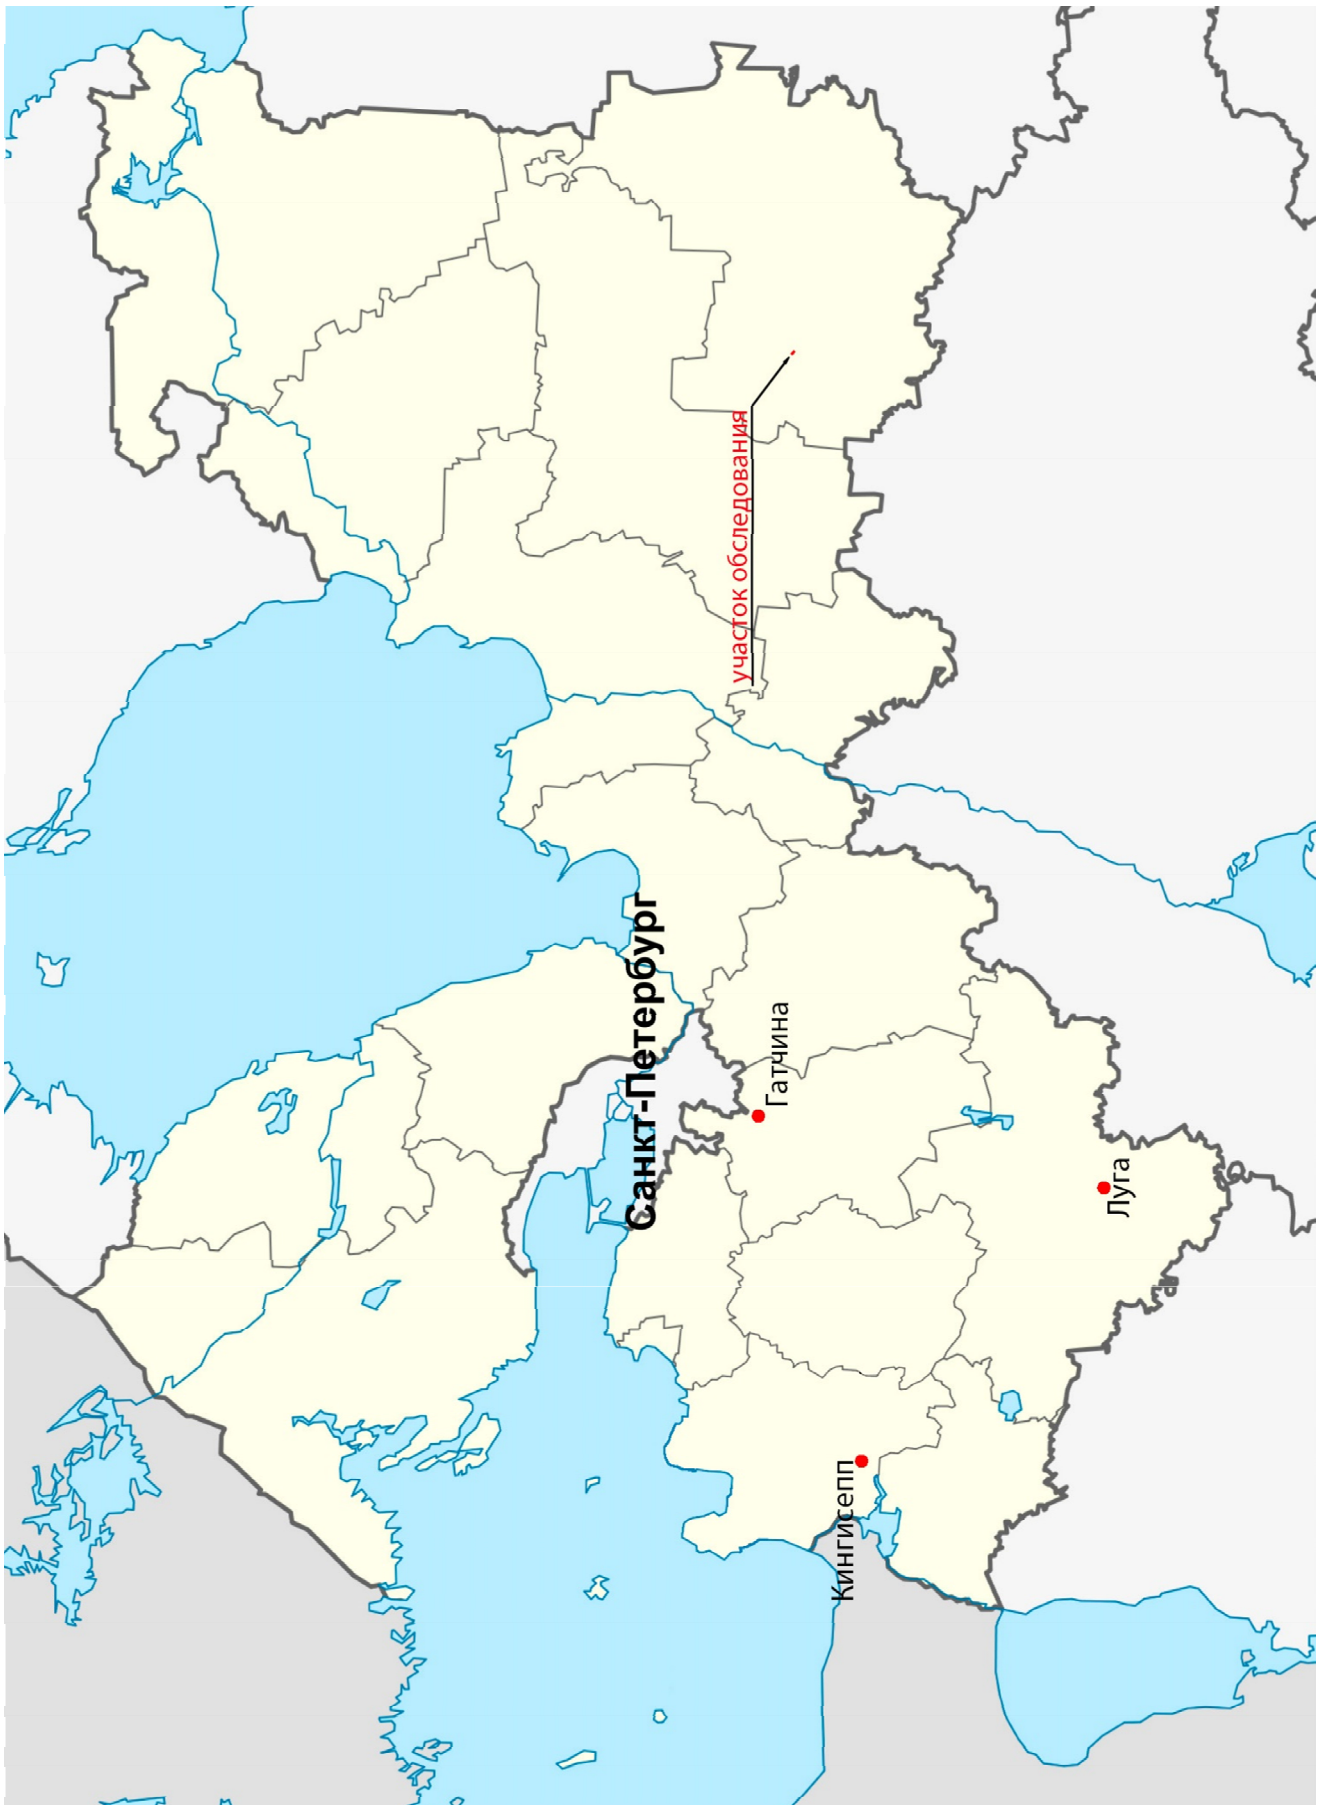 участок обследования
Санкт-Петербург
Гатчина
Луга
Кингисепп